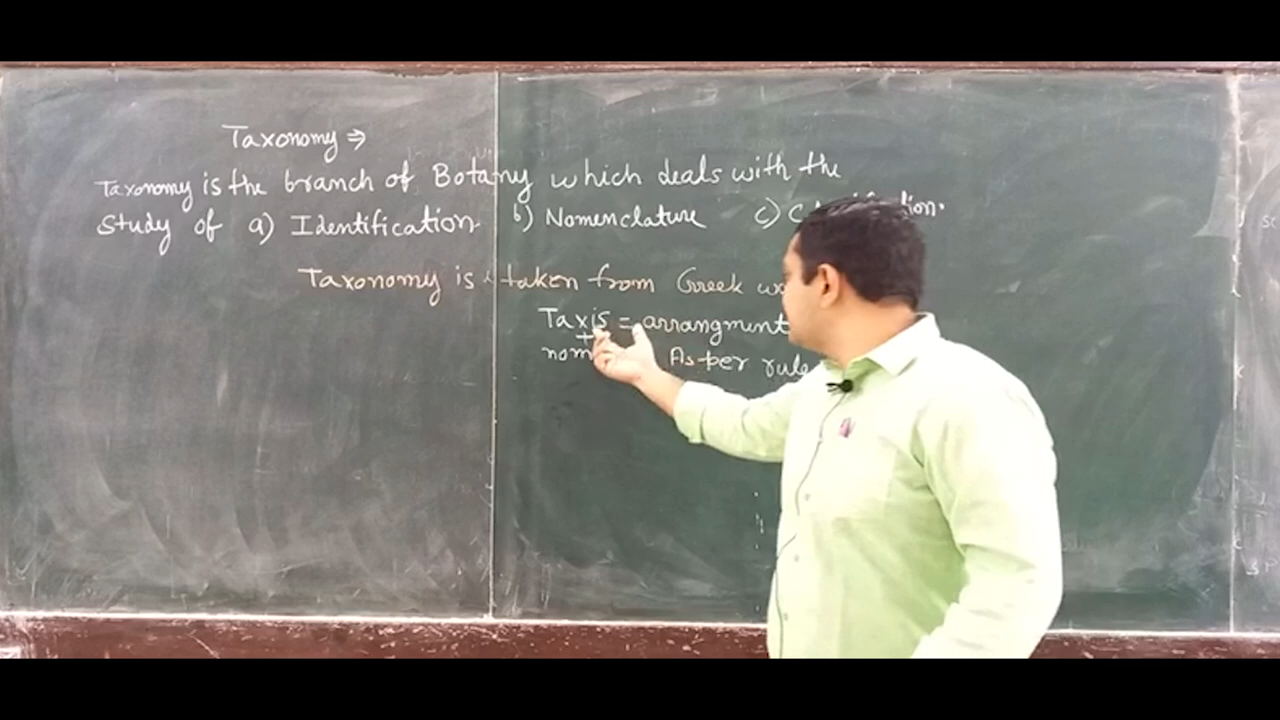 Taxonomy ⇒
Taxonomy is the branch of Botany which deals with the
Study of a) Identification b) Nomenclature c)
Taxonomy is taken from Greek
Taxis = arrangment
+
As per rule